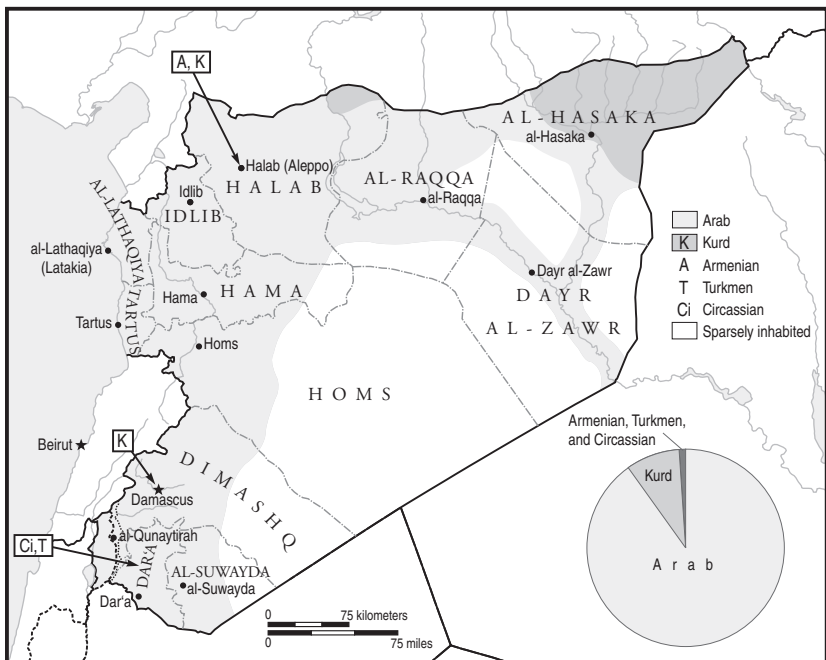 A, K
AL-HASAKA
al-Hasaka
Halab (Aleppo)
HALAB
AL-RAQQA
al-Raqqa
Idlib
IDLIB
AL-LATHAQIYA
TARTUS
al-Lathaqiya
(Latakia)
Hama
HAMA
Tartus
Homs
HOMS
Dayr al-Zawr
DAYR
AL-ZAWR
Arab
K Kurd
A Armenian
T Turkmen
Ci Circassian
Sparsely inhabited
Beirut
K
Damascus
DIMASHQ
al-Qunaytirah
Ci,T
DARA
AL-SUWAYDA
al-Suwayda
Dar'a
0 75 kilometers
0 75 miles
Armenian, Turkmen,
and Circassian
Kurd
Arab